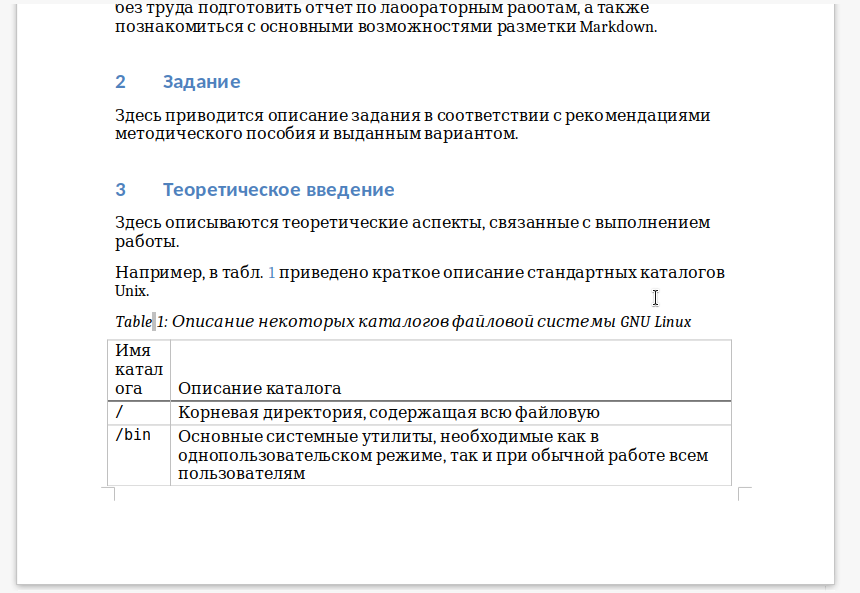 без труда подготовить отчет по лабораторным работам, а также
познакомиться с основными возможностями разметки Markdown.
2 Задание
Здесь приводится описание задания в соответствии с рекомендациями
методического пособия и выданным вариантом.
3 Теоретическое введение
Здесь описываются теоретические аспекты, связанные с выполнением
работы.
Например, в табл. 1 приведено краткое описание стандартных каталогов
Unix.
Table 1: Описание некоторых каталогов файловой системы GNU Linux
Имя
катал
ога
Описание каталога
/
Корневая директория, содержащая всю файловую
/bin
Основные системные утилиты, необходимые как в
однопользовательском режиме, так и при обычной работе всем
пользователям